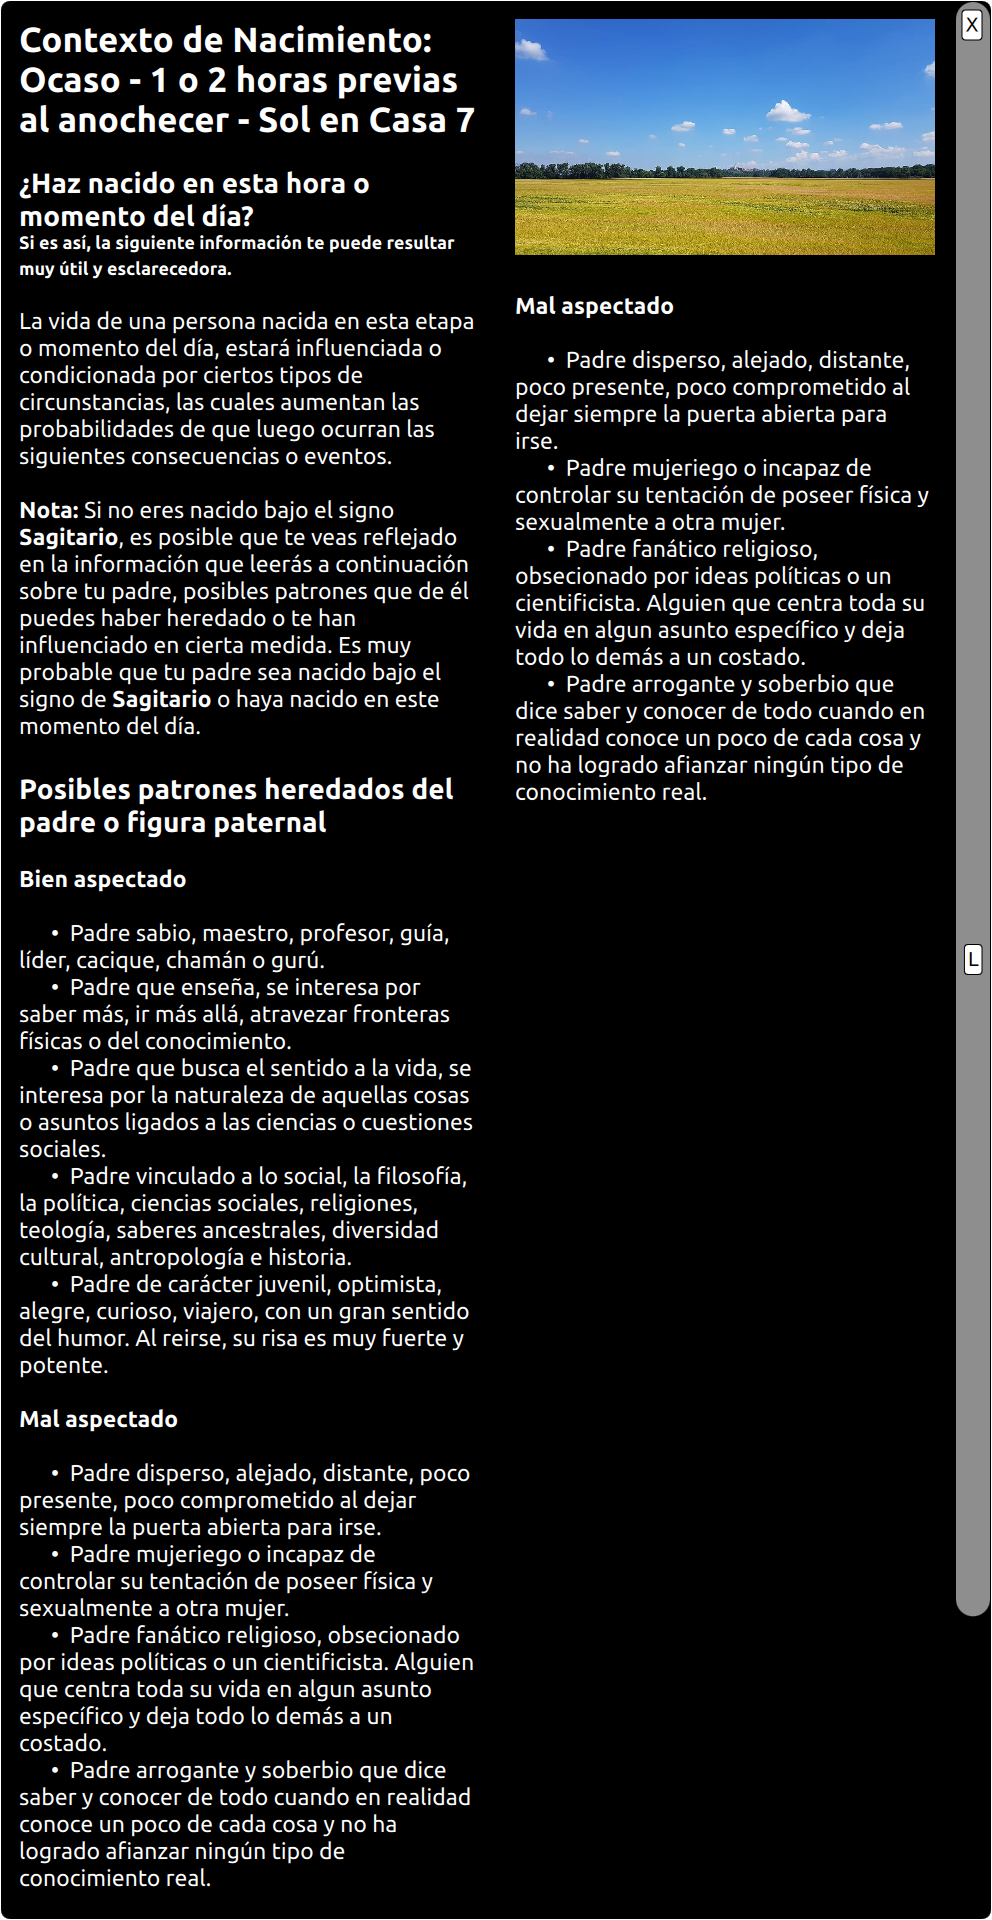 Contexto de Nacimiento:
Ocaso - 1 o 2 horas previas
al anochecer - Sol en Casa 7
¿Haz nacido en esta hora o
momento del día?
Si es así, la siguiente información te puede resultar
muy útil y esclarecedora.
La vida de una persona nacida en esta etapa
o momento del día, estará influenciada o
condicionada por ciertos tipos de
circunstancias, las cuales aumentan las
probabilidades de que luego ocurran las
siguientes consecuencias o eventos.
Nota: Si no eres nacido bajo el signo
Sagitario, es posible que te veas reflejado
en la información que leerás a continuación
sobre tu padre, posibles patrones que de él
puedes haber heredado o te han
influenciado en cierta medida. Es muy
probable que tu padre sea nacido bajo el
signo de Sagitario o haya nacido en este
momento del día.
Posibles patrones heredados del
padre o figura paternal
Bien aspectado
• Padre sabio, maestro, profesor, guía,
líder, cacique, chamán o gurú.
• Padre que enseña, se interesa por
saber más, ir más allá, atravezar fronteras
físicas o del conocimiento.
• Padre que busca el sentido a la vida, se
interesa por la naturaleza de aquellas cosas
o asuntos ligados a las ciencias o cuestiones
sociales.
• Padre vinculado a lo social, la filosofía,
la política, ciencias sociales, religiones,
teología, saberes ancestrales, diversidad
cultural, antropología e historia.
• Padre de carácter juvenil, optimista,
alegre, curioso, viajero, con un gran sentido
del humor. Al reirse, su risa es muy fuerte y
potente.
Mal aspectado
• Padre disperso, alejado, distante, poco
presente, poco comprometido al dejar
siempre la puerta abierta para irse.
• Padre mujeriego o incapaz de
controlar su tentación de poseer física y
sexualmente a otra mujer.
• Padre fanático religioso, obsecionado
por ideas políticas o un cientificista. Alguien
que centra toda su vida en algun asunto
específico y deja todo lo demás a un
costado.
• Padre arrogante y soberbio que dice
saber y conocer de todo cuando en realidad
conoce un poco de cada cosa y no ha
logrado afianzar ningún tipo de
conocimiento real.
Mal aspectado
• Padre disperso, alejado, distante,
poco presente, poco comprometido al
dejar siempre la puerta abierta para
irse.
• Padre mujeriego o incapaz de
controlar su tentación de poseer física y
sexualmente a otra mujer.
• Padre fanático religioso,
obsecionado por ideas políticas o un
cientificista. Alguien que centra toda su
vida en algun asunto específico y deja
todo lo demás a un costado.
• Padre arrogante y soberbio que
dice saber y conocer de todo cuando en
realidad conoce un poco de cada cosa y
no ha logrado afianzar ningún tipo de
conocimiento real.
X
L